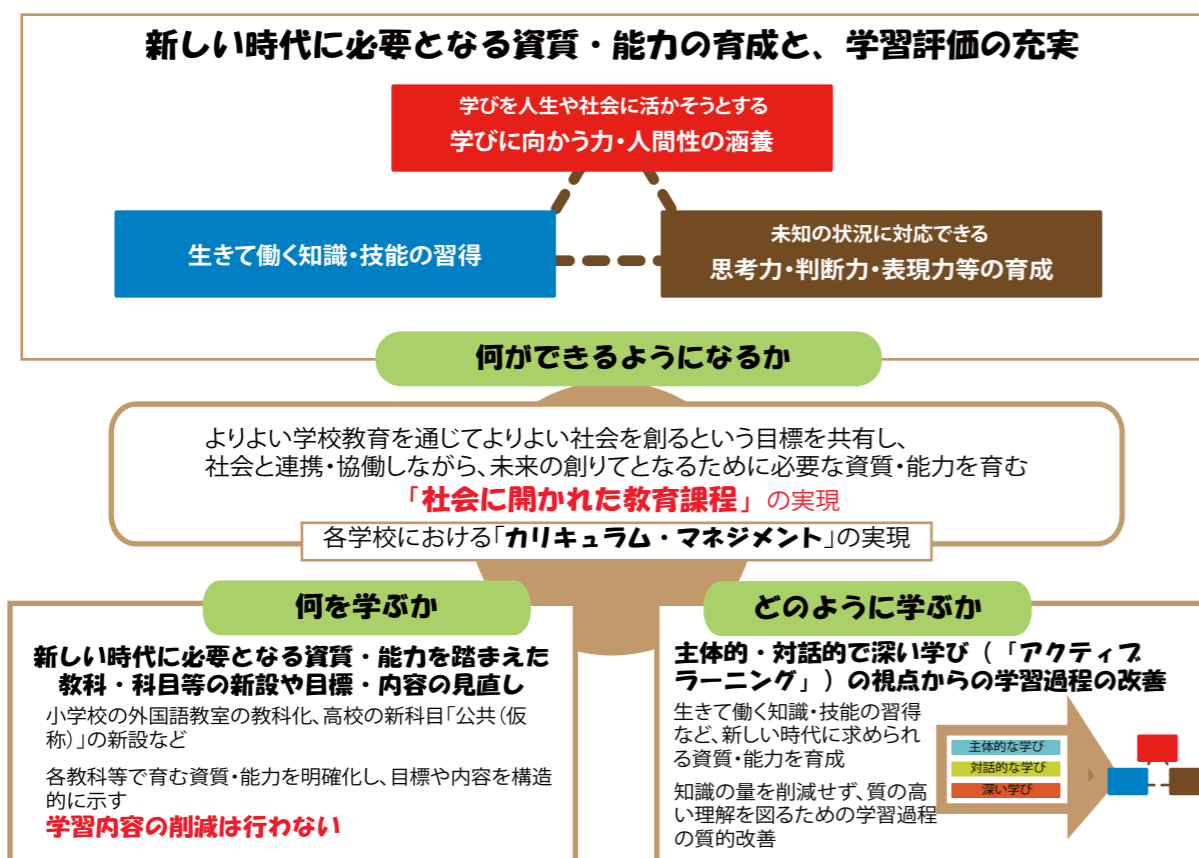 新しい時代に必要となる資質・能力の育成と、学習評価の充実
学びを人生や社会に活かそうとする
学びに向かう力・人間性の涵養
生きて働く知識・技能の習得
未知の状況に対応できる
思考力・判断力・表現力等の育成
何ができるようになるか
よりよい学校教育を通じてよりよい社会を創るという目標を共有し、
社会と連携・協働しながら、未来の創りてとなるために必要な資質・能力を育む
「社会に開かれた教育課程」の実現
各学校における「カリキュラム・マネジメント」の実現
何を学ぶか
新しい時代に必要となる資質・能力を踏まえた
教科・科目等の新設や目標・内容の見直し
小学校の外国語教室の教科化、高校の新科目「公共(仮
称)」の新設など
各教科等で育む資質・能力を明確化し、目標や内容を構造
的に示す
学習内容の削減は行わない
どのように学ぶか
主体的・対話的で深い学び(「アクティブ
ラーニング」)の視点からの学習過程の改善
生きて働く知識・技能の習得
など、新しい時代に求められ
る資質・能力を育成
知識の量を削減せず、質の高
い理解を図るための学習過程
の質的改善
主体的な学び
対話的な学び
深い学び